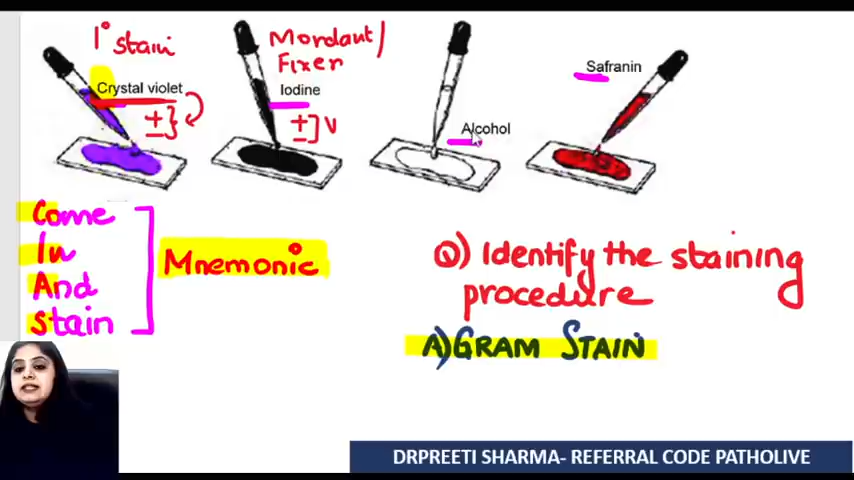 1° stain
Mordant/
Fixer
Crystal violet
Iodine
Alcohol
Safranin
±}
±] V
Come
In
And
Stain
Mnemonic
Q) Identify the staining
procedure
A) GRAM STAIN
DRPREETI SHARMA- REFERRAL CODE PATHOLIVE